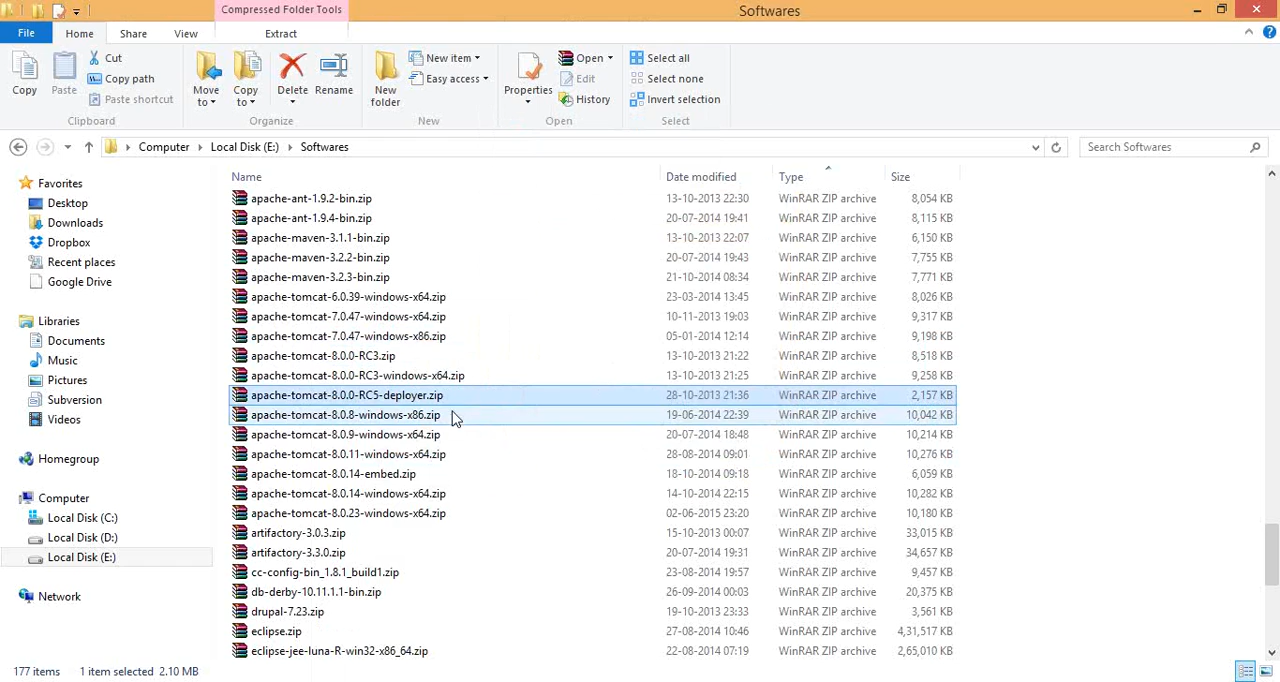 Compressed Folder Tools
Softwares
File Home Share View Extract
Copy
Paste
Cut
Copy path
Paste shortcut
Clipboard
Move to
Copy to
Delete
Rename
Organize
New folder
New item
Easy access
New
Properties
Open
Edit
History
Open
Select all
Select none
Invert selection
Select
Computer Local Disk (E:) Softwares
Search Softwares
Favorites
Desktop
Downloads
Dropbox
Recent places
Google Drive
Libraries
Documents
Music
Pictures
Subversion
Videos
Homegroup
Computer
Local Disk (C:)
Local Disk (D:)
Local Disk (E:)
Network
Name Date modified Type Size
apache-ant-1.9.2-bin.zip 13-10-2013 22:30 WinRAR ZIP archive 8,054 KB
apache-ant-1.9.4-bin.zip 20-07-2014 19:41 WinRAR ZIP archive 8,115 KB
apache-maven-3.1.1-bin.zip 13-10-2013 22:07 WinRAR ZIP archive 6,150 KB
apache-maven-3.2.2-bin.zip 20-07-2014 19:43 WinRAR ZIP archive 7,755 KB
apache-maven-3.2.3-bin.zip 21-10-2014 08:34 WinRAR ZIP archive 7,771 KB
apache-tomcat-6.0.39-windows-x64.zip 23-03-2014 13:45 WinRAR ZIP archive 8,026 KB
apache-tomcat-7.0.47-windows-x64.zip 10-11-2013 19:03 WinRAR ZIP archive 9,317 KB
apache-tomcat-7.0.47-windows-x86.zip 05-01-2014 12:14 WinRAR ZIP archive 9,198 KB
apache-tomcat-8.0.0-RC3.zip 13-10-2013 21:22 WinRAR ZIP archive 8,518 KB
apache-tomcat-8.0.0-RC3-windows-x64.zip 13-10-2013 21:25 WinRAR ZIP archive 9,258 KB
apache-tomcat-8.0.0-RC5-deployer.zip 28-10-2013 21:36 WinRAR ZIP archive 2,157 KB
apache-tomcat-8.0.8-windows-x86.zip 19-06-2014 22:39 WinRAR ZIP archive 10,042 KB
apache-tomcat-8.0.9-windows-x64.zip 20-07-2014 18:48 WinRAR ZIP archive 10,214 KB
apache-tomcat-8.0.11-windows-x64.zip 28-08-2014 09:01 WinRAR ZIP archive 10,276 KB
apache-tomcat-8.0.14-embed.zip 18-10-2014 09:18 WinRAR ZIP archive 6,059 KB
apache-tomcat-8.0.14-windows-x64.zip 14-10-2014 22:15 WinRAR ZIP archive 10,282 KB
apache-tomcat-8.0.23-windows-x64.zip 02-06-2015 23:20 WinRAR ZIP archive 10,180 KB
artifactory-3.0.3.zip 15-10-2013 00:07 WinRAR ZIP archive 33,015 KB
artifactory-3.3.0.zip 20-07-2014 19:31 WinRAR ZIP archive 34,657 KB
cc-config-bin_1.8.1_build1.zip 23-08-2014 19:57 WinRAR ZIP archive 9,457 KB
db-derby-10.11.1.1-bin.zip 26-09-2014 00:03 WinRAR ZIP archive 20,375 KB
drupal-7.23.zip 19-10-2013 23:33 WinRAR ZIP archive 3,561 KB
eclipse.zip 27-08-2014 10:46 WinRAR ZIP archive 4,31,517 KB
eclipse-jee-luna-R-win32-x86_64.zip 22-08-2014 07:19 WinRAR ZIP archive 2,65,010 KB
177 items 1 item selected 2.10 MB